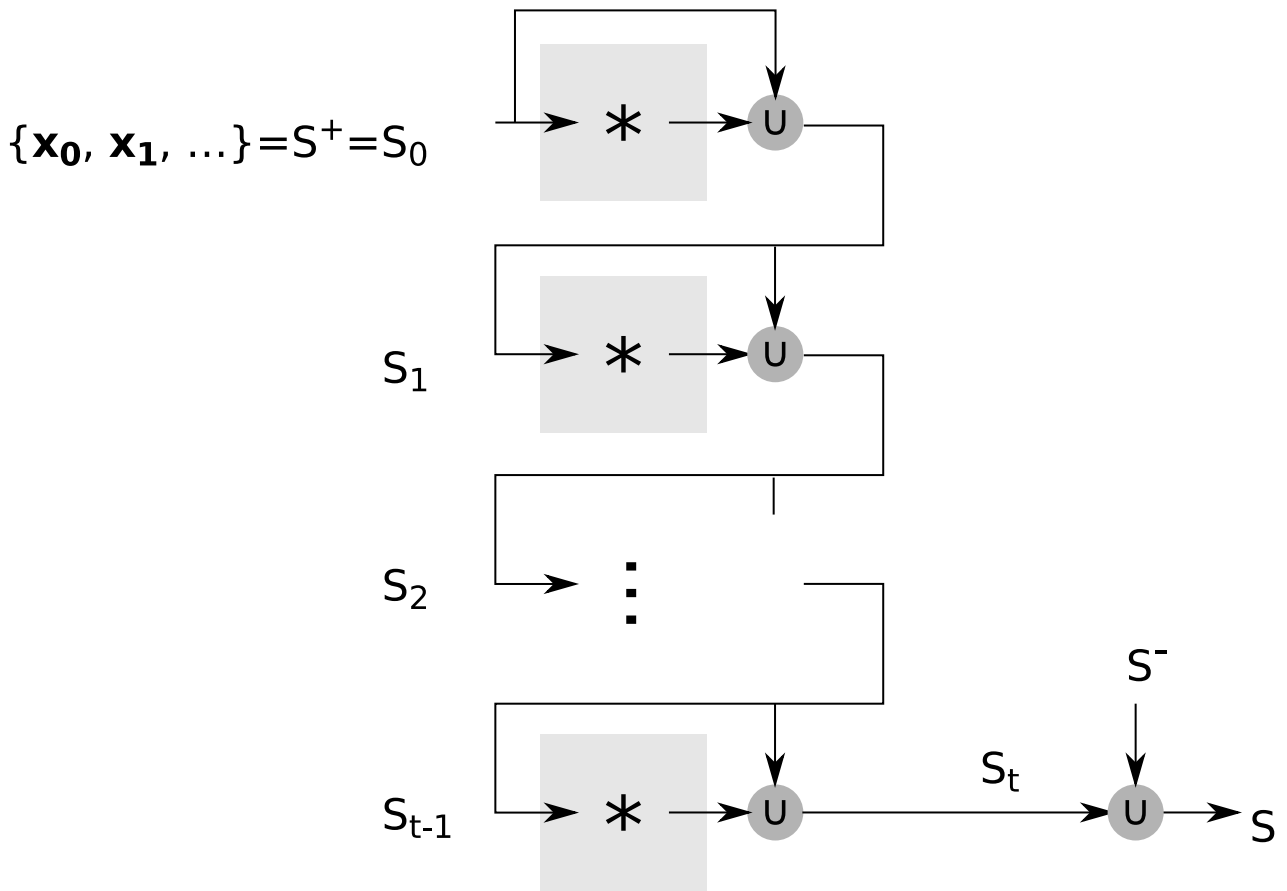 {x₀, x₁, ...}=S⁺=S₀
*
∪
S₁
*
∪
S₂
⋮
S⁻
Sₜ
Sₜ₋₁
*
∪
∪
S